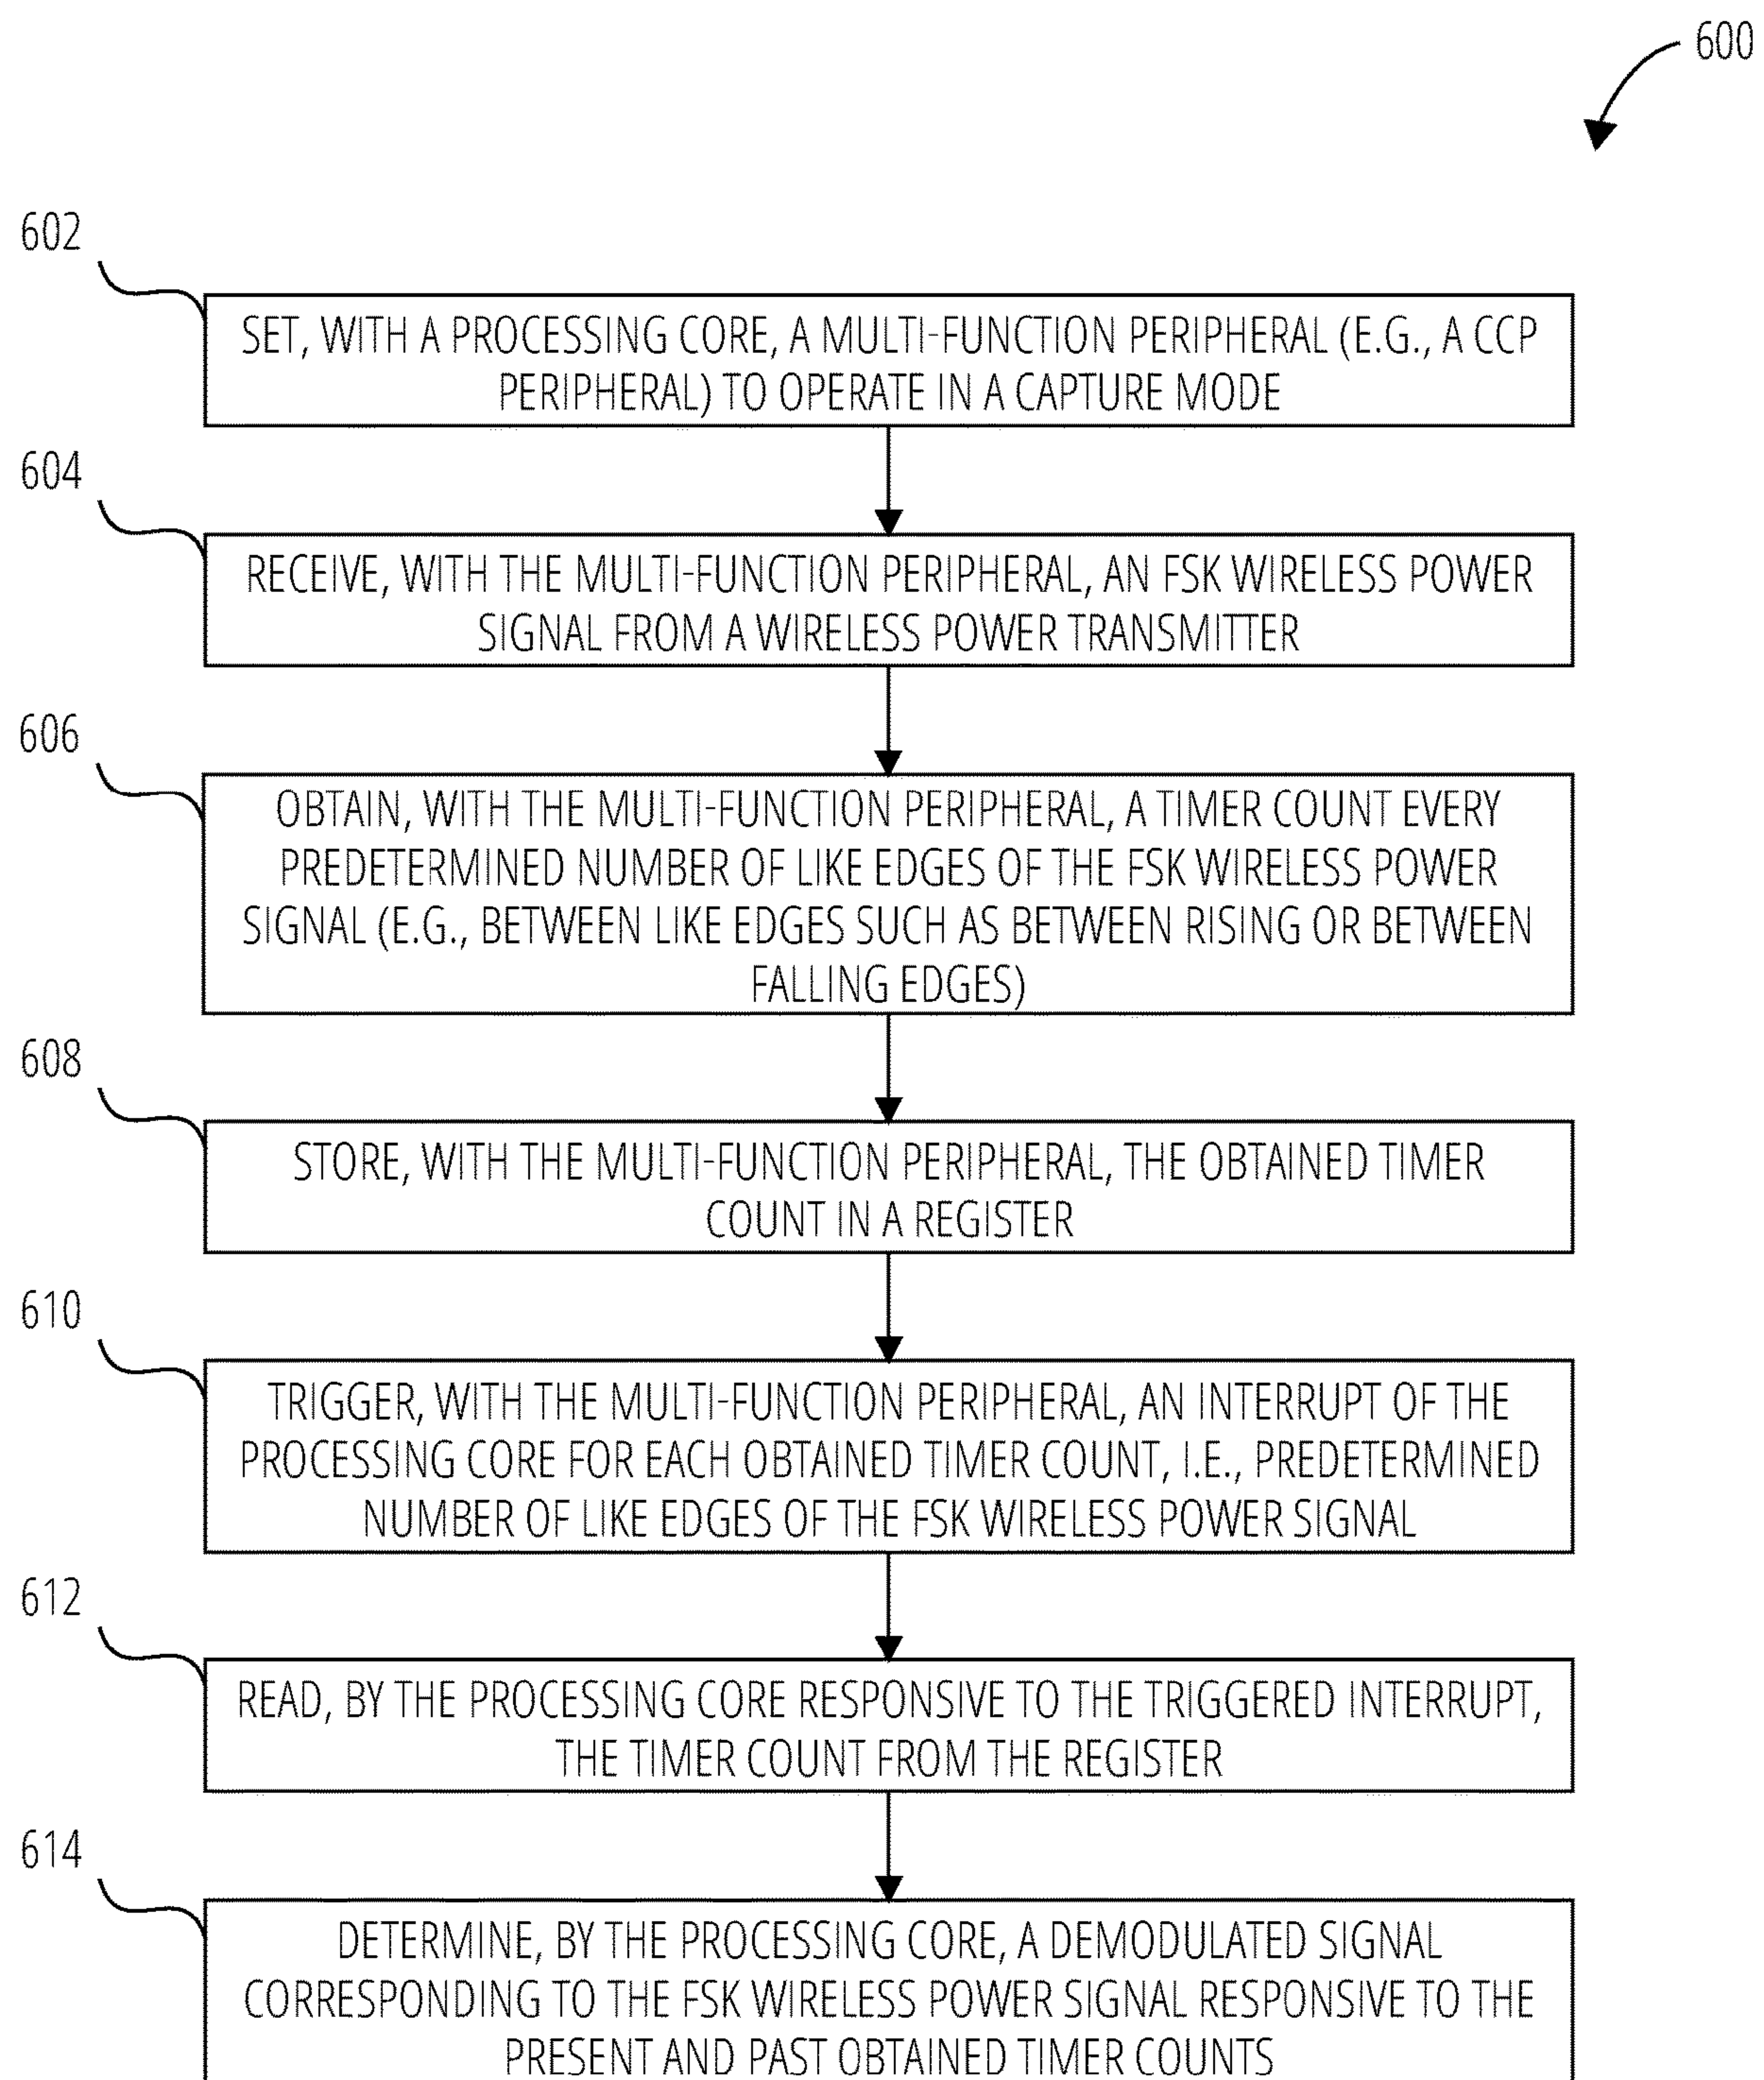 600
602
SET, WITH A PROCESSING CORE, A MULTI-FUNCTION PERIPHERAL (E.G., A CCP
PERIPHERAL) TO OPERATE IN A CAPTURE MODE
604
RECEIVE, WITH THE MULTI-FUNCTION PERIPHERAL, AN FSK WIRELESS POWER
SIGNAL FROM A WIRELESS POWER TRANSMITTER
606
OBTAIN, WITH THE MULTI-FUNCTION PERIPHERAL, A TIMER COUNT EVERY
PREDETERMINED NUMBER OF LIKE EDGES OF THE FSK WIRELESS POWER
SIGNAL (E.G., BETWEEN LIKE EDGES SUCH AS BETWEEN RISING OR BETWEEN
FALLING EDGES)
608
STORE, WITH THE MULTI-FUNCTION PERIPHERAL, THE OBTAINED TIMER
COUNT IN A REGISTER
610
TRIGGER, WITH THE MULTI-FUNCTION PERIPHERAL, AN INTERRUPT OF THE
PROCESSING CORE FOR EACH OBTAINED TIMER COUNT, I.E., PREDETERMINED
NUMBER OF LIKE EDGES OF THE FSK WIRELESS POWER SIGNAL
612
READ, BY THE PROCESSING CORE RESPONSIVE TO THE TRIGGERED INTERRUPT,
THE TIMER COUNT FROM THE REGISTER
614
DETERMINE, BY THE PROCESSING CORE, A DEMODULATED SIGNAL
CORRESPONDING TO THE FSK WIRELESS POWER SIGNAL RESPONSIVE TO THE
PRESENT AND PAST OBTAINED TIMER COUNTS